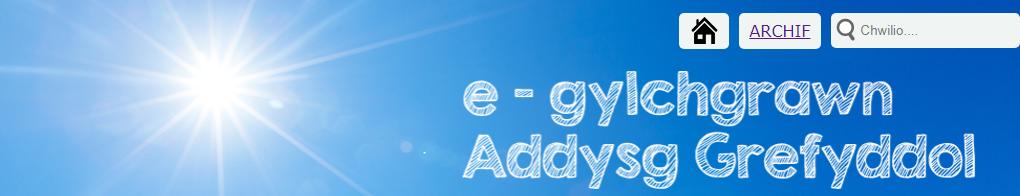 ARCHIF
Chwilio....
e - gylchgrawn
Addysg Grefyddol